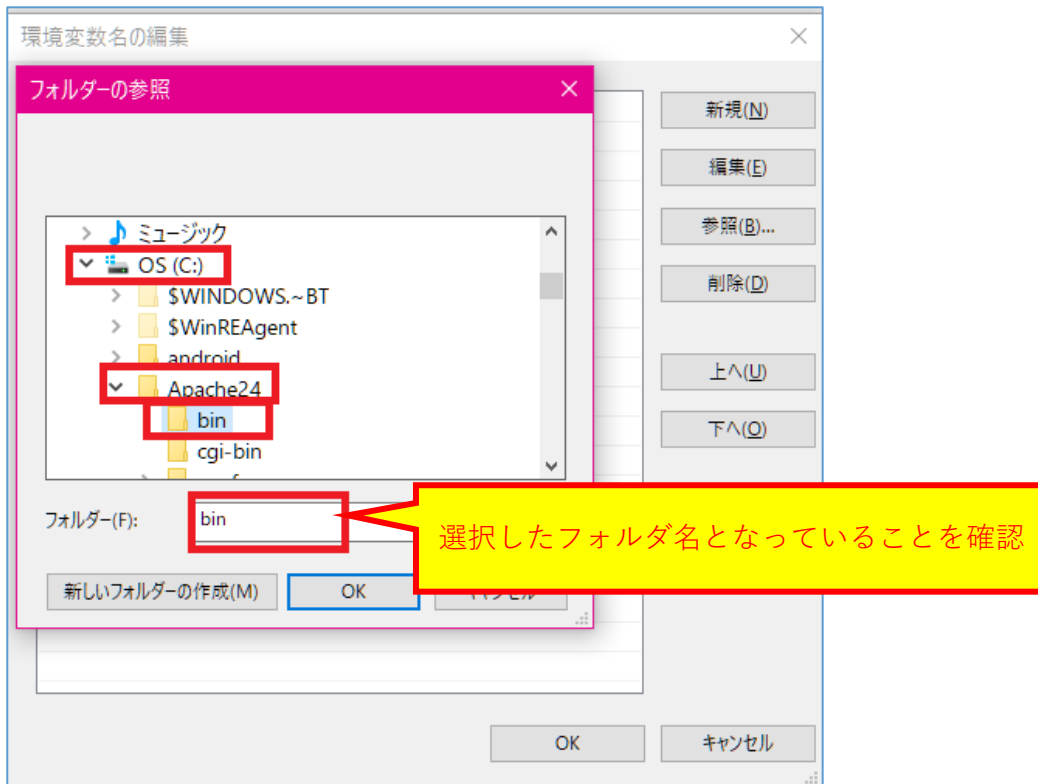 環境変数名の編集
フォルダーの参照
新規(N)
編集(E)
参照(B)...
削除(D)
上へ(U)
下へ(O)
ミュージック
OS (C:)
$WINDOWS.~BT
$WinREAgent
android
Apache24
bin
cgi-bin
フォルダー(F):
bin
選択したフォルダ名となっていることを確認
新しいフォルダーの作成(M)
OK
OK
キャンセル